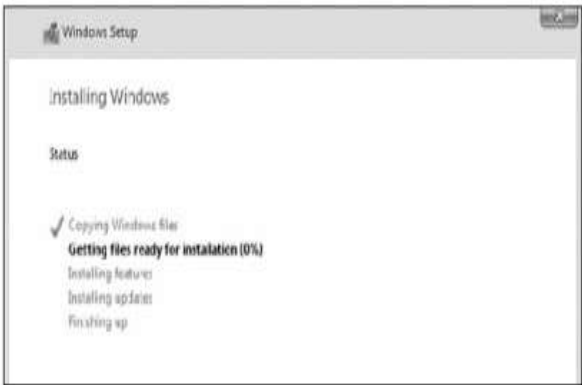 Windows Setup
Installing Windows
Status
Copying Windows files
Getting files ready for installation (0%)
Installing features
Installing updates
Finishing up